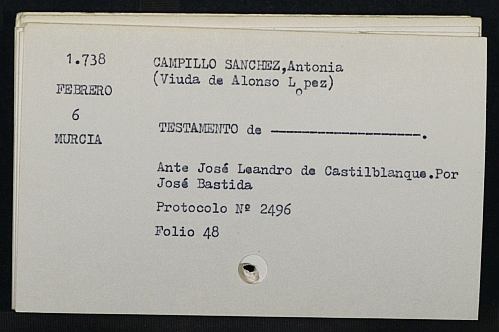 1.738
FEBRERO
6
MURCIA
CAMPILLO SANCHEZ,Antonia
(Viuda de Alonso Lopez)
TESTAMENTO de --------------------.
Ante José Leandro de Castilblanque.Por
José Bastida
Protocolo Nº 2496
Folio 48